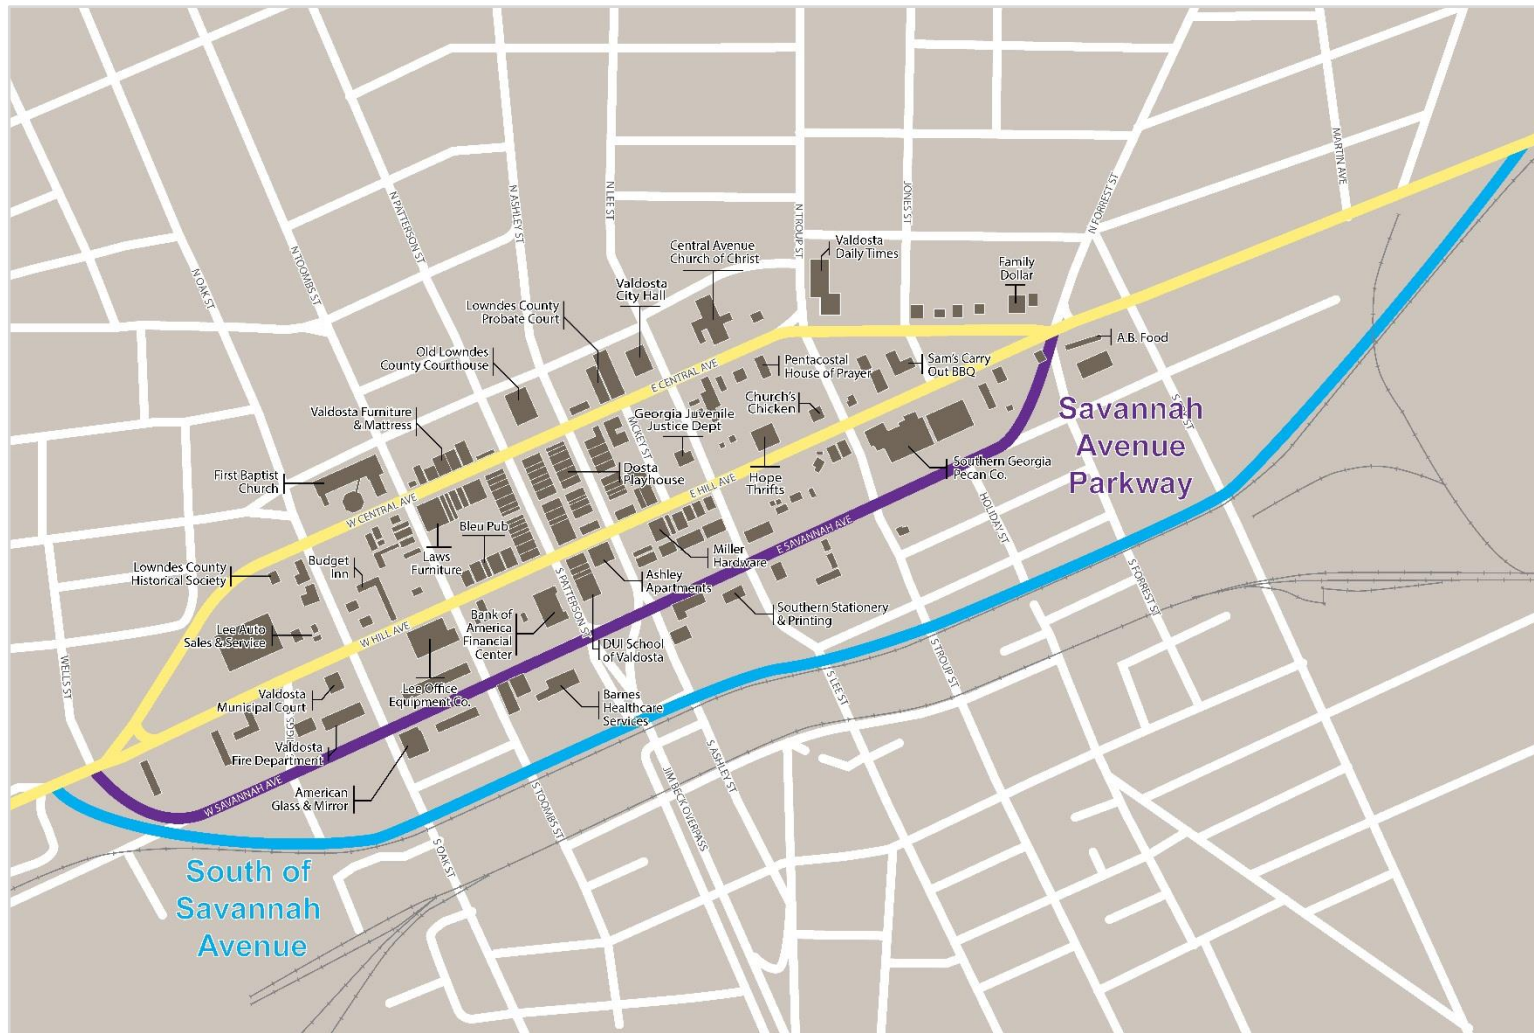 MARTIN AVE
N FORREST ST
JONES ST
N TROUP ST
N LEE ST
N ASHLEY ST
N PATTERSON ST
N TOOMBS ST
N OAK ST
Valdosta
Daily Times
Central Avenue
Church of Christ
Family
Dollar
Valdosta
City Hall
Lowndes County
Probate Court
A.B. Food
Old Lowndes
County Courthouse
E CENTRAL AVE
Pentacostal
House of Prayer
Sam's Carry
Out BBQ
Valdosta Furniture
& Mattress
Church's
Chicken
Georgia Juvenile
Justice Dept
MCKEY ST
Savannah
Avenue
Parkway
First Baptist
Church
Dosta
Playhouse
Hope
Thrifts
Southern Georgia
Pecan Co.
E HILL AVE
W CENTRAL AVE
Bleu Pub
HOLIDAY ST
E SAVANNAH AVE
Laws
Furniture
Miller
Hardware
Budget
Inn
Lowndes County
Historical Society
Ashley
Apartments
S PATTERSON ST
S FORREST ST
Southern Stationery
& Printing
Bank of
America
Financial
Center
Lee Auto
Sales & Service
W HILL AVE
DUI School
of Valdosta
S TROUP ST
WELLS ST
S LEE ST
Lee Office
Equipment Co.
Valdosta
Municipal Court
Barnes
Healthcare
Services
Valdosta
Fire Department
S ASHLEY ST
JIM BECK OVERPASS
W SAVANNAH AVE
American
Glass & Mirror
S TOOMBS ST
S OAK ST
South of
Savannah
Avenue